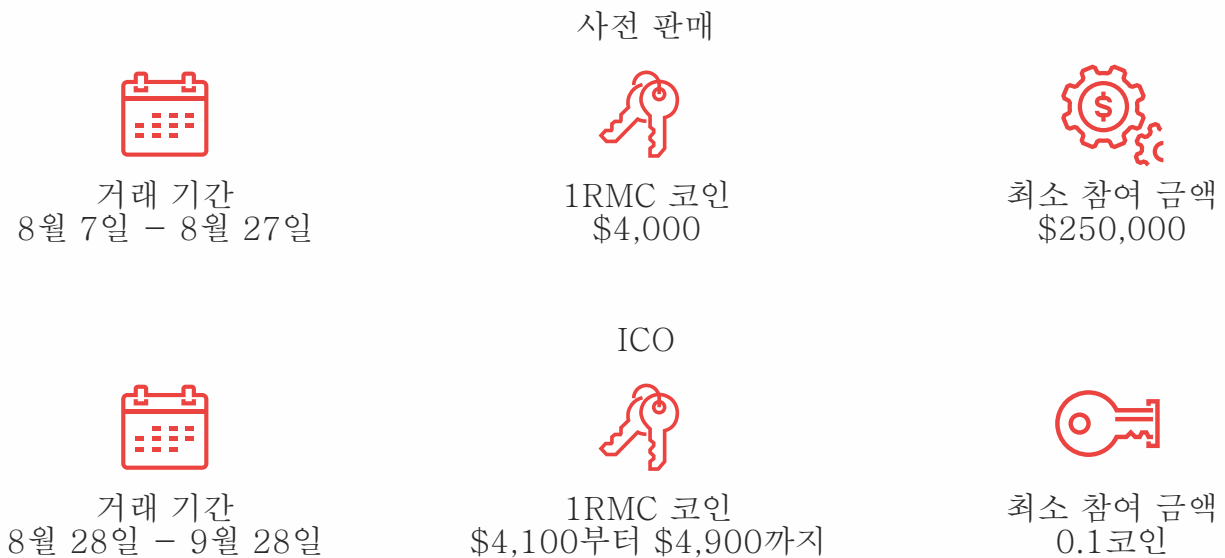 사전 판매
거래 기간
8월 7일 – 8월 27일
1RMC 코인
$4,000
최소 참여 금액
$250,000
ICO
거래 기간
8월 28일 – 9월 28일
1RMC 코인
$4,100부터 $4,900까지
최소 참여 금액
0.1코인